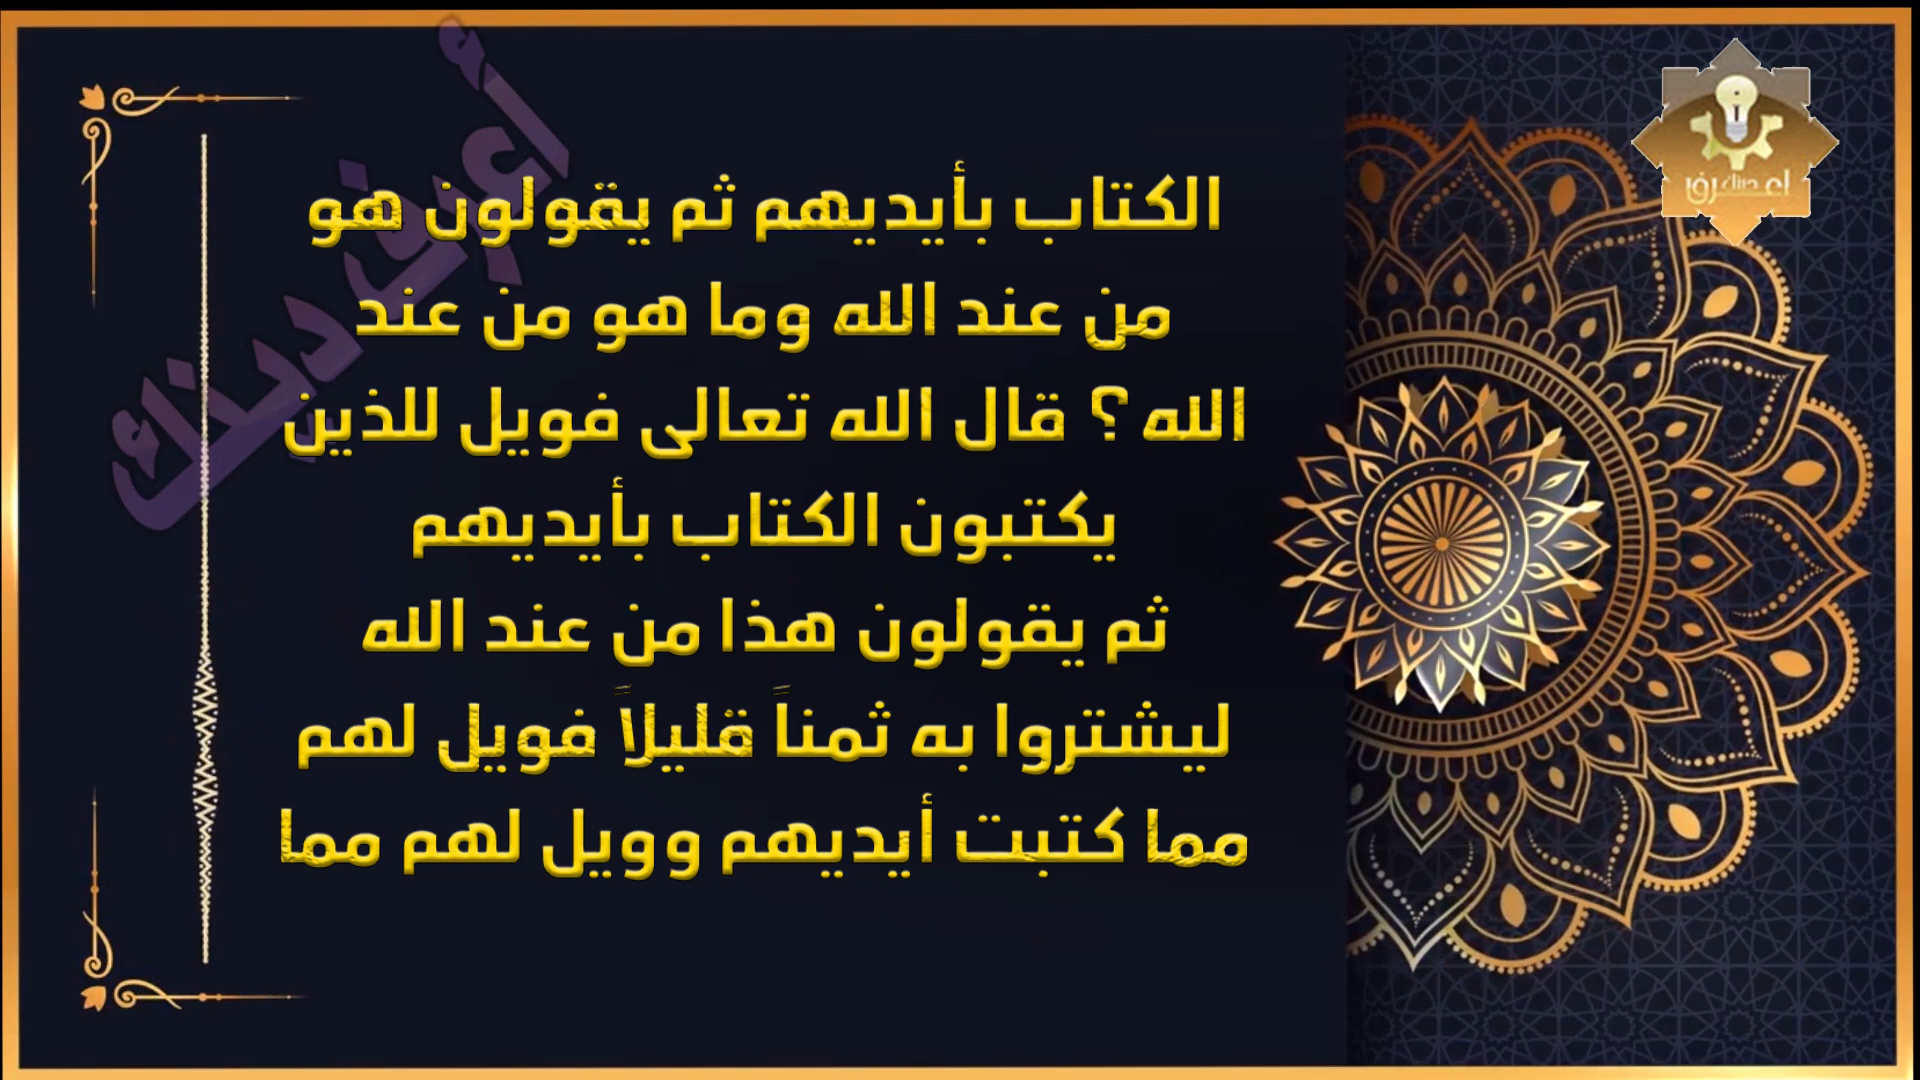 الكتاب بأيديهم ثم يقولون هو
من عند الله وما هو من عند
الله ؟ قال الله تعالى فويل للذين
يكتبون الكتاب بأيديهم
ثم يقولون هذا من عند الله
ليشتروا به ثمناً قليلاً فويل لهم
مما كتبت أيديهم وويل لهم مما
أعرف دينك